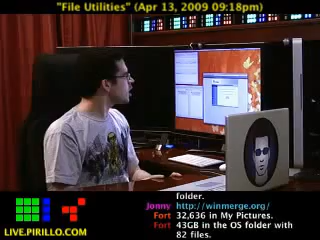 "File Utilities" (Apr 13, 2009 09:18pm)
folder.
Jonny http://winmerge.org/
Fort 32,636 in My Pictures.
Fort 43GB in the OS folder with
82 files.
LIVE.PIRILLO.COM